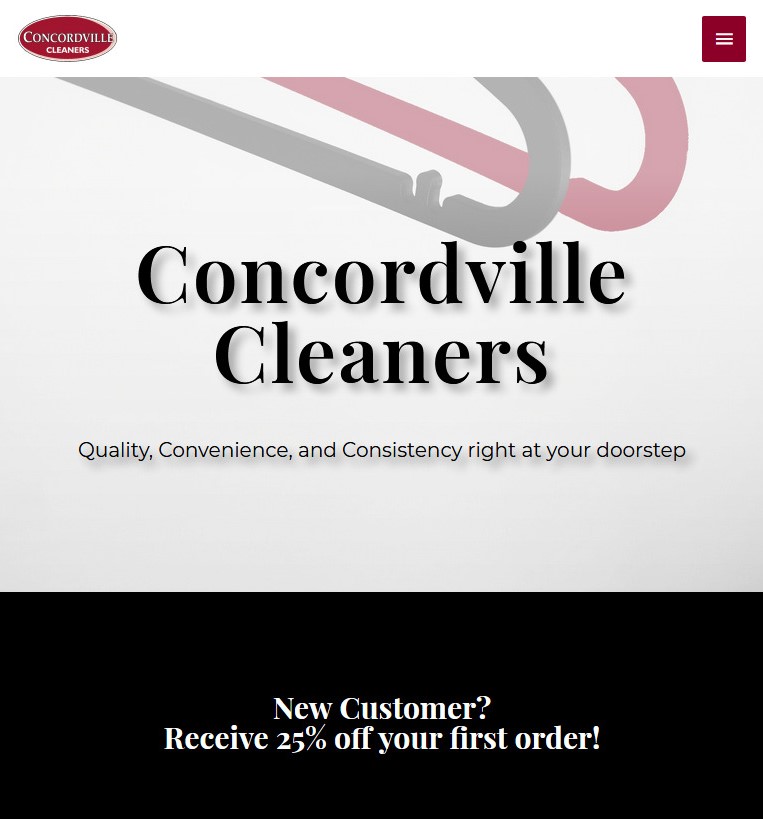 CONCORDVILLE
CLEANERS
Concordville
Cleaners
Quality, Convenience, and Consistency right at your doorstep
New Customer?
Receive 25% off your first order!